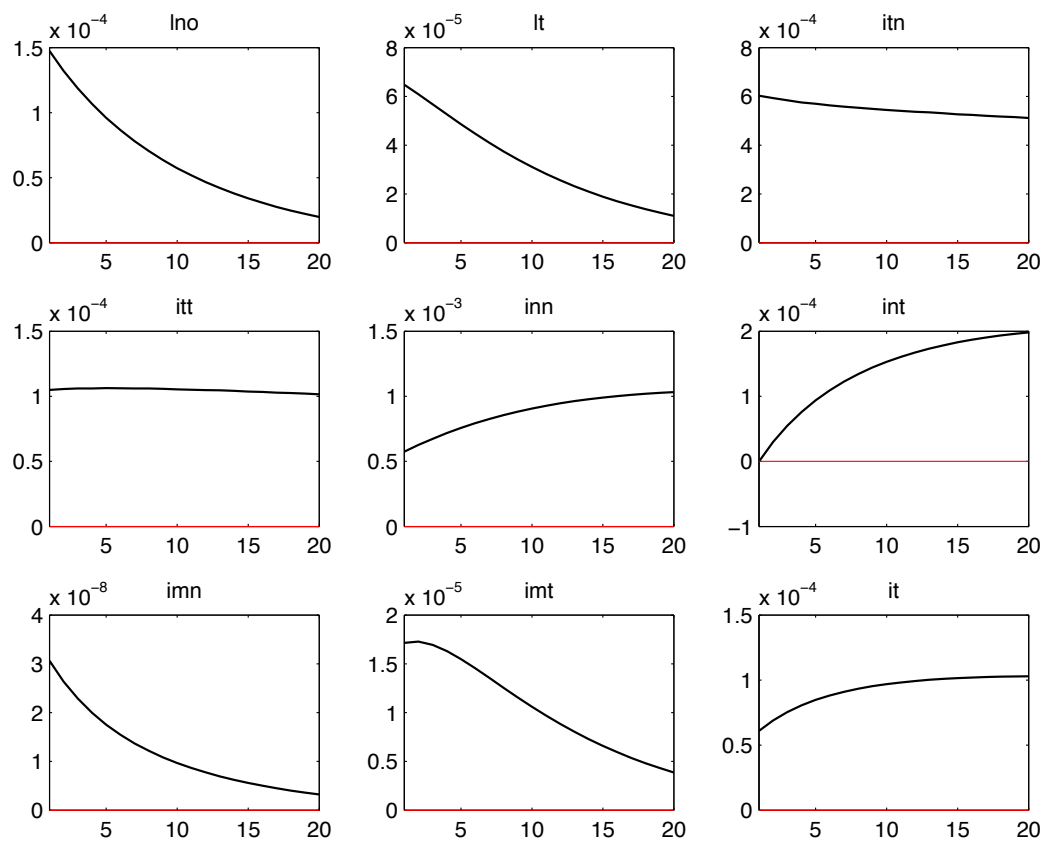 lno lt itn
x 10⁻⁴ x 10⁻⁵ x 10⁻⁴
1.5 8 8
1 6 6
4 4
0.5 2 2
0 0 0
5 10 15 20 5 10 15 20 5 10 15 20
itt inn int
x 10⁻⁴ x 10⁻³ x 10⁻⁴
1.5 1.5 2
1 1 1
0.5 0.5 0
0 0 −1
5 10 15 20 5 10 15 20 5 10 15 20
imn imt it
x 10⁻⁸ x 10⁻⁵ x 10⁻⁴
4 2 1.5
3 1.5 1
2 1
1 0.5 0.5
0 0 0
5 10 15 20 5 10 15 20 5 10 15 20